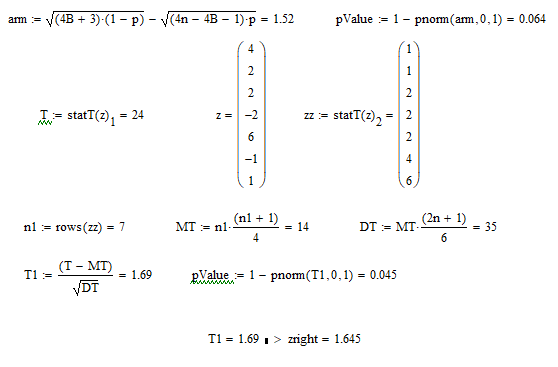 arm := √((4B + 3)·(1 − p)) − √((4n − 4B − 1)·p) = 1.52 pValue := 1 − pnorm(arm,0,1) = 0.064
T := statT(z)₁ = 24 z = (4 2 2 −2 6 −1 1) zz := statT(z)₂ = (1 1 2 2 2 4 6)
n1 := rows(zz) = 7 MT := n1·(n1 + 1)/4 = 14 DT := MT·(2n + 1)/6 = 35
T1 := (T − MT)/√DT = 1.69 pValue := 1 − pnorm(T1,0,1) = 0.045
T1 = 1.69 ▪ > zright = 1.645